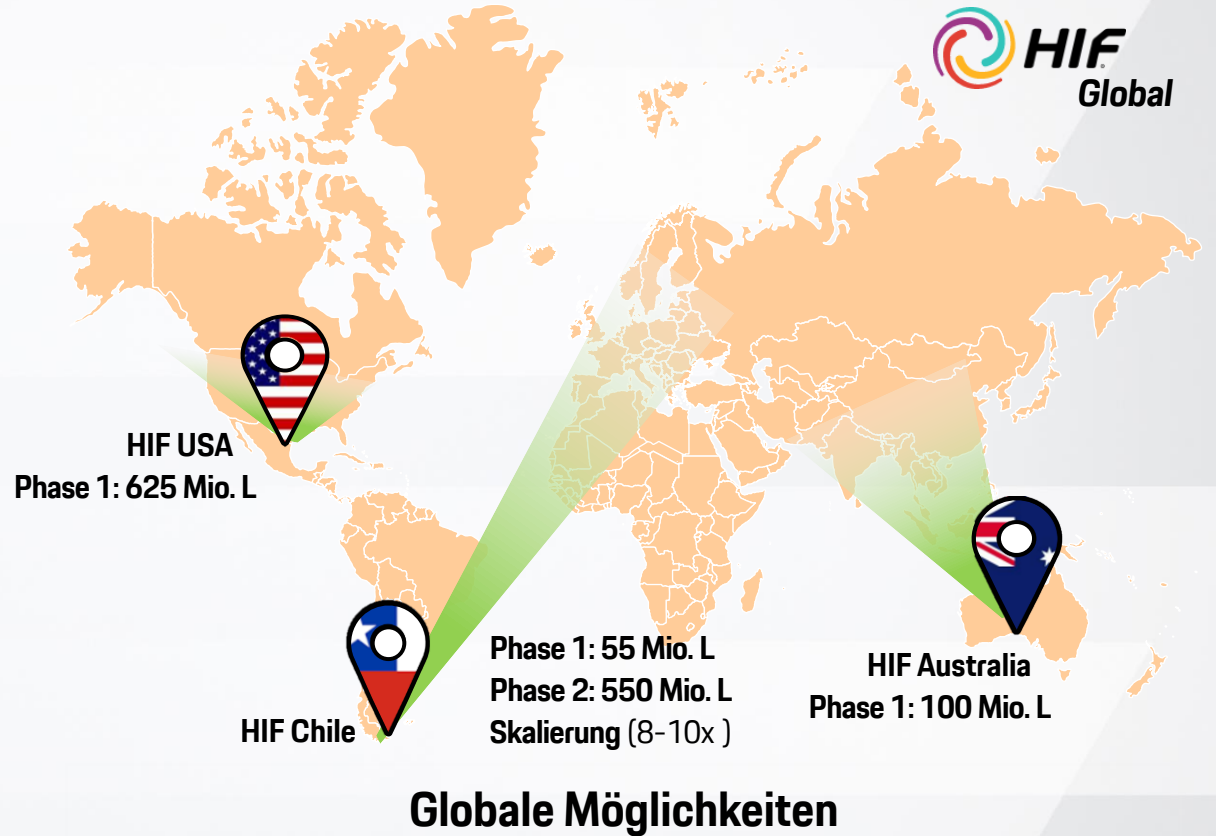 HIF
Global
HIF USA
Phase 1: 625 Mio. L
HIF Chile
Phase 1: 55 Mio. L
Phase 2: 550 Mio. L
Skalierung (8-10x )
HIF Australia
Phase 1: 100 Mio. L
Globale Möglichkeiten